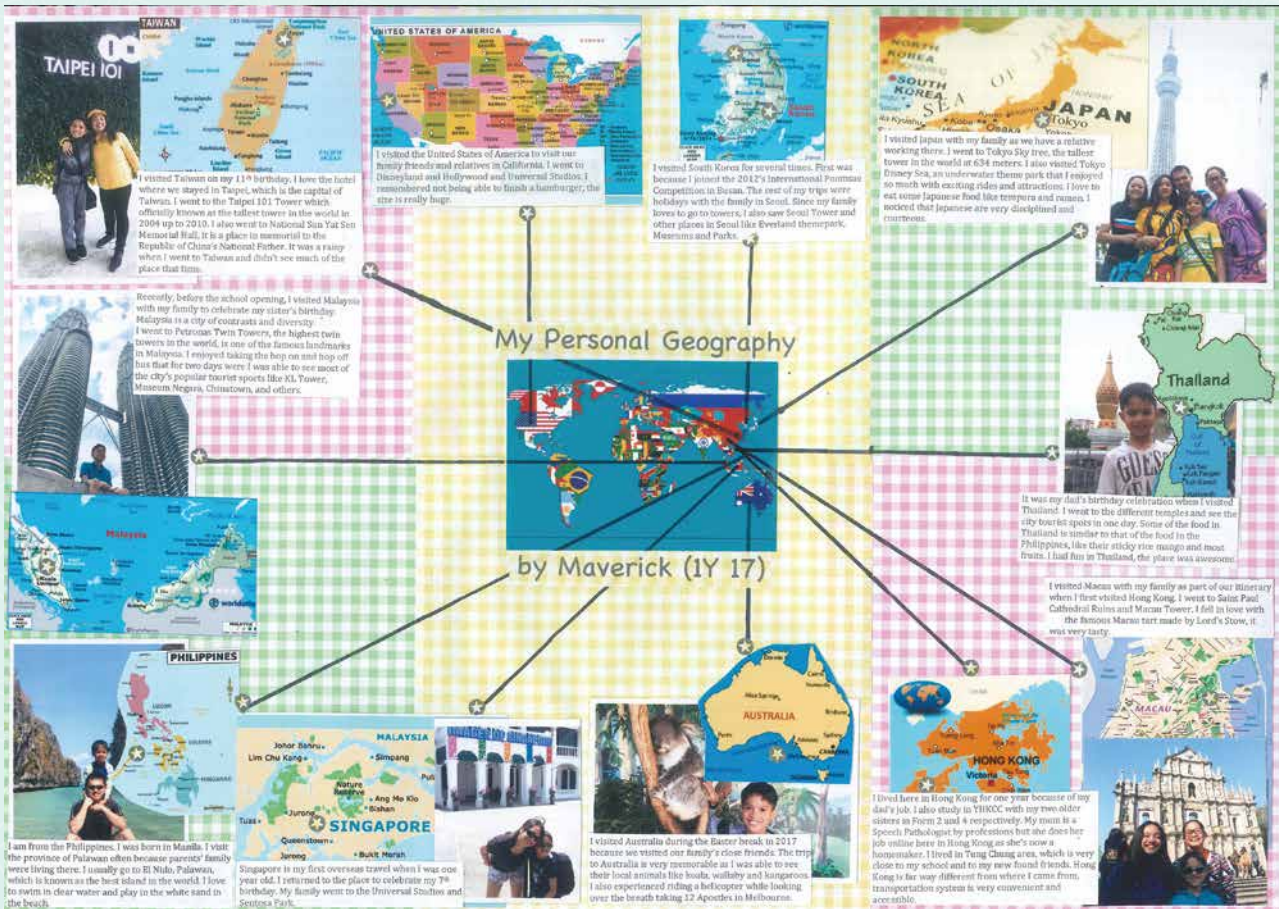 TAIPEI 101
TAIWAN
I visited Taiwan on my 11th birthday. I love the hotel
where we stayed in Taipei, which is the capital of
Taiwan. I went to the Taipei 101 Tower which
officially known as the tallest tower in the world in
2004 up to 2010. I also went to National Sun Yat Sen
Memorial Hall, it is a place in memorial to the
Republic of China's National Father. It was a rainy
when I went to Taiwan and didn't see much of the
place that time.
UNITED STATES OF AMERICA
I visited the United States of America to visit our
family friends and relatives in California. I went to
Disneyland and Hollywood and Universal Studios. I
remembered not being able to finish a hamburger, the
size is really huge.
I visited South Korea for several times. First was
because I joined the 2012's International Pointsias
Competition in Busan. The rest of my trips were
holidays with the family in Seoul. Since my family
loves to go to towers, I also saw Seoul Tower and
other places in Seoul like Everland themepark,
Museums and Parks.
NORTH
KOREA
SOUTH
KOREA
SEA OF JAPAN
JAPAN
Tokyo
Osaka
Kobe
I visited Japan with my family as we have a relative
working there. I went to Tokyo Sky tree, the tallest
tower in the world at 634 meters. I also visited Tokyo
Disney Sea, an underwater theme park that I enjoyed
so much with exciting rides and attractions. I love to
eat some Japanese food like tempura and ramen. I
noticed that Japanese are very disciplined and
courteous.
Recently, before the school opening, I visited Malaysia
with my family to celebrate my sister's birthday.
Malaysia is a city of contrasts and diversity.
I went to Petronas Twin Towers, the highest twin
towers in the world, is one of the famous landmarks
in Malaysia. I enjoyed taking the hop on and hop off
bus that for two days were I was able to see most of
the city's popular tourist sports like KL Tower,
Museum Negara, Chinatown, and others.
Malaysia
My Personal Geography
by Maverick (1Y 17)
Thailand
Bangkok
Gulf of
Thailand
GUESS
It was my dad's birthday celebration when I visited
Thailand. I went to the different temples and see the
city tourist spots in one day. Some of the food in
Thailand is similar to that of the food in the
Philippines, like their sticky rice mango and most
fruits. I had fun in Thailand, the place was awesome.
I visited Macau with my family as part of our itinerary
when I first visited Hong Kong. I went to Saint Paul
Cathedral Ruins and Macau Tower. I fell in love with
the famous Macau tart made by Lord's Stow, it
was very tasty.
MACAU
PHILIPPINES
I am from the Philippines. I was born in Manila. I visit
the province of Palawan often because parents' family
were living there. I usually go to El Nido, Palawan,
which is known as the best island in the world. I love
to swim in clear water and play in the white sand in
the beach.
MALAYSIA
Johor Bahru
Lim Chu Kang
Simpang
Nature
Reserve
Ang Mo Kio
Bishan
Jurong
Tuas
SINGAPORE
Queenstown
Jurong
Bukit Merah
Singapore is my first overseas travel when I was one
year old. I returned to the place to celebrate my 7th
birthday. My family went to the Universal Studios and
Sentosa Park.
AUSTRALIA
Darwin
Alice Springs
Perth
Brisbane
Sydney
Adelaide
I visited Australia during the Easter break in 2017
because we visited our family's close friends. The trip
to Australia is very memorable as I was able to see
their local animals like koala, wallaby and kangaroo.
I also experienced riding a helicopter while looking
over the breath taking 12 Apostles in Melbourne.
HONG KONG
Victoria
I lived here in Hong Kong for one year because of my
dad's job. I also study in YHKCC with my two older
sisters in Form 2 and 4 respectively. My mum is a
Speech Pathologist by professions but she does her
job online here in Hong Kong as she's now a
homemaker. I lived in Tung Chung area, which is very
close to my school and to my new found friends. Hong
Kong is far way different from where I came from,
transportation system is very convenient and
accessible.